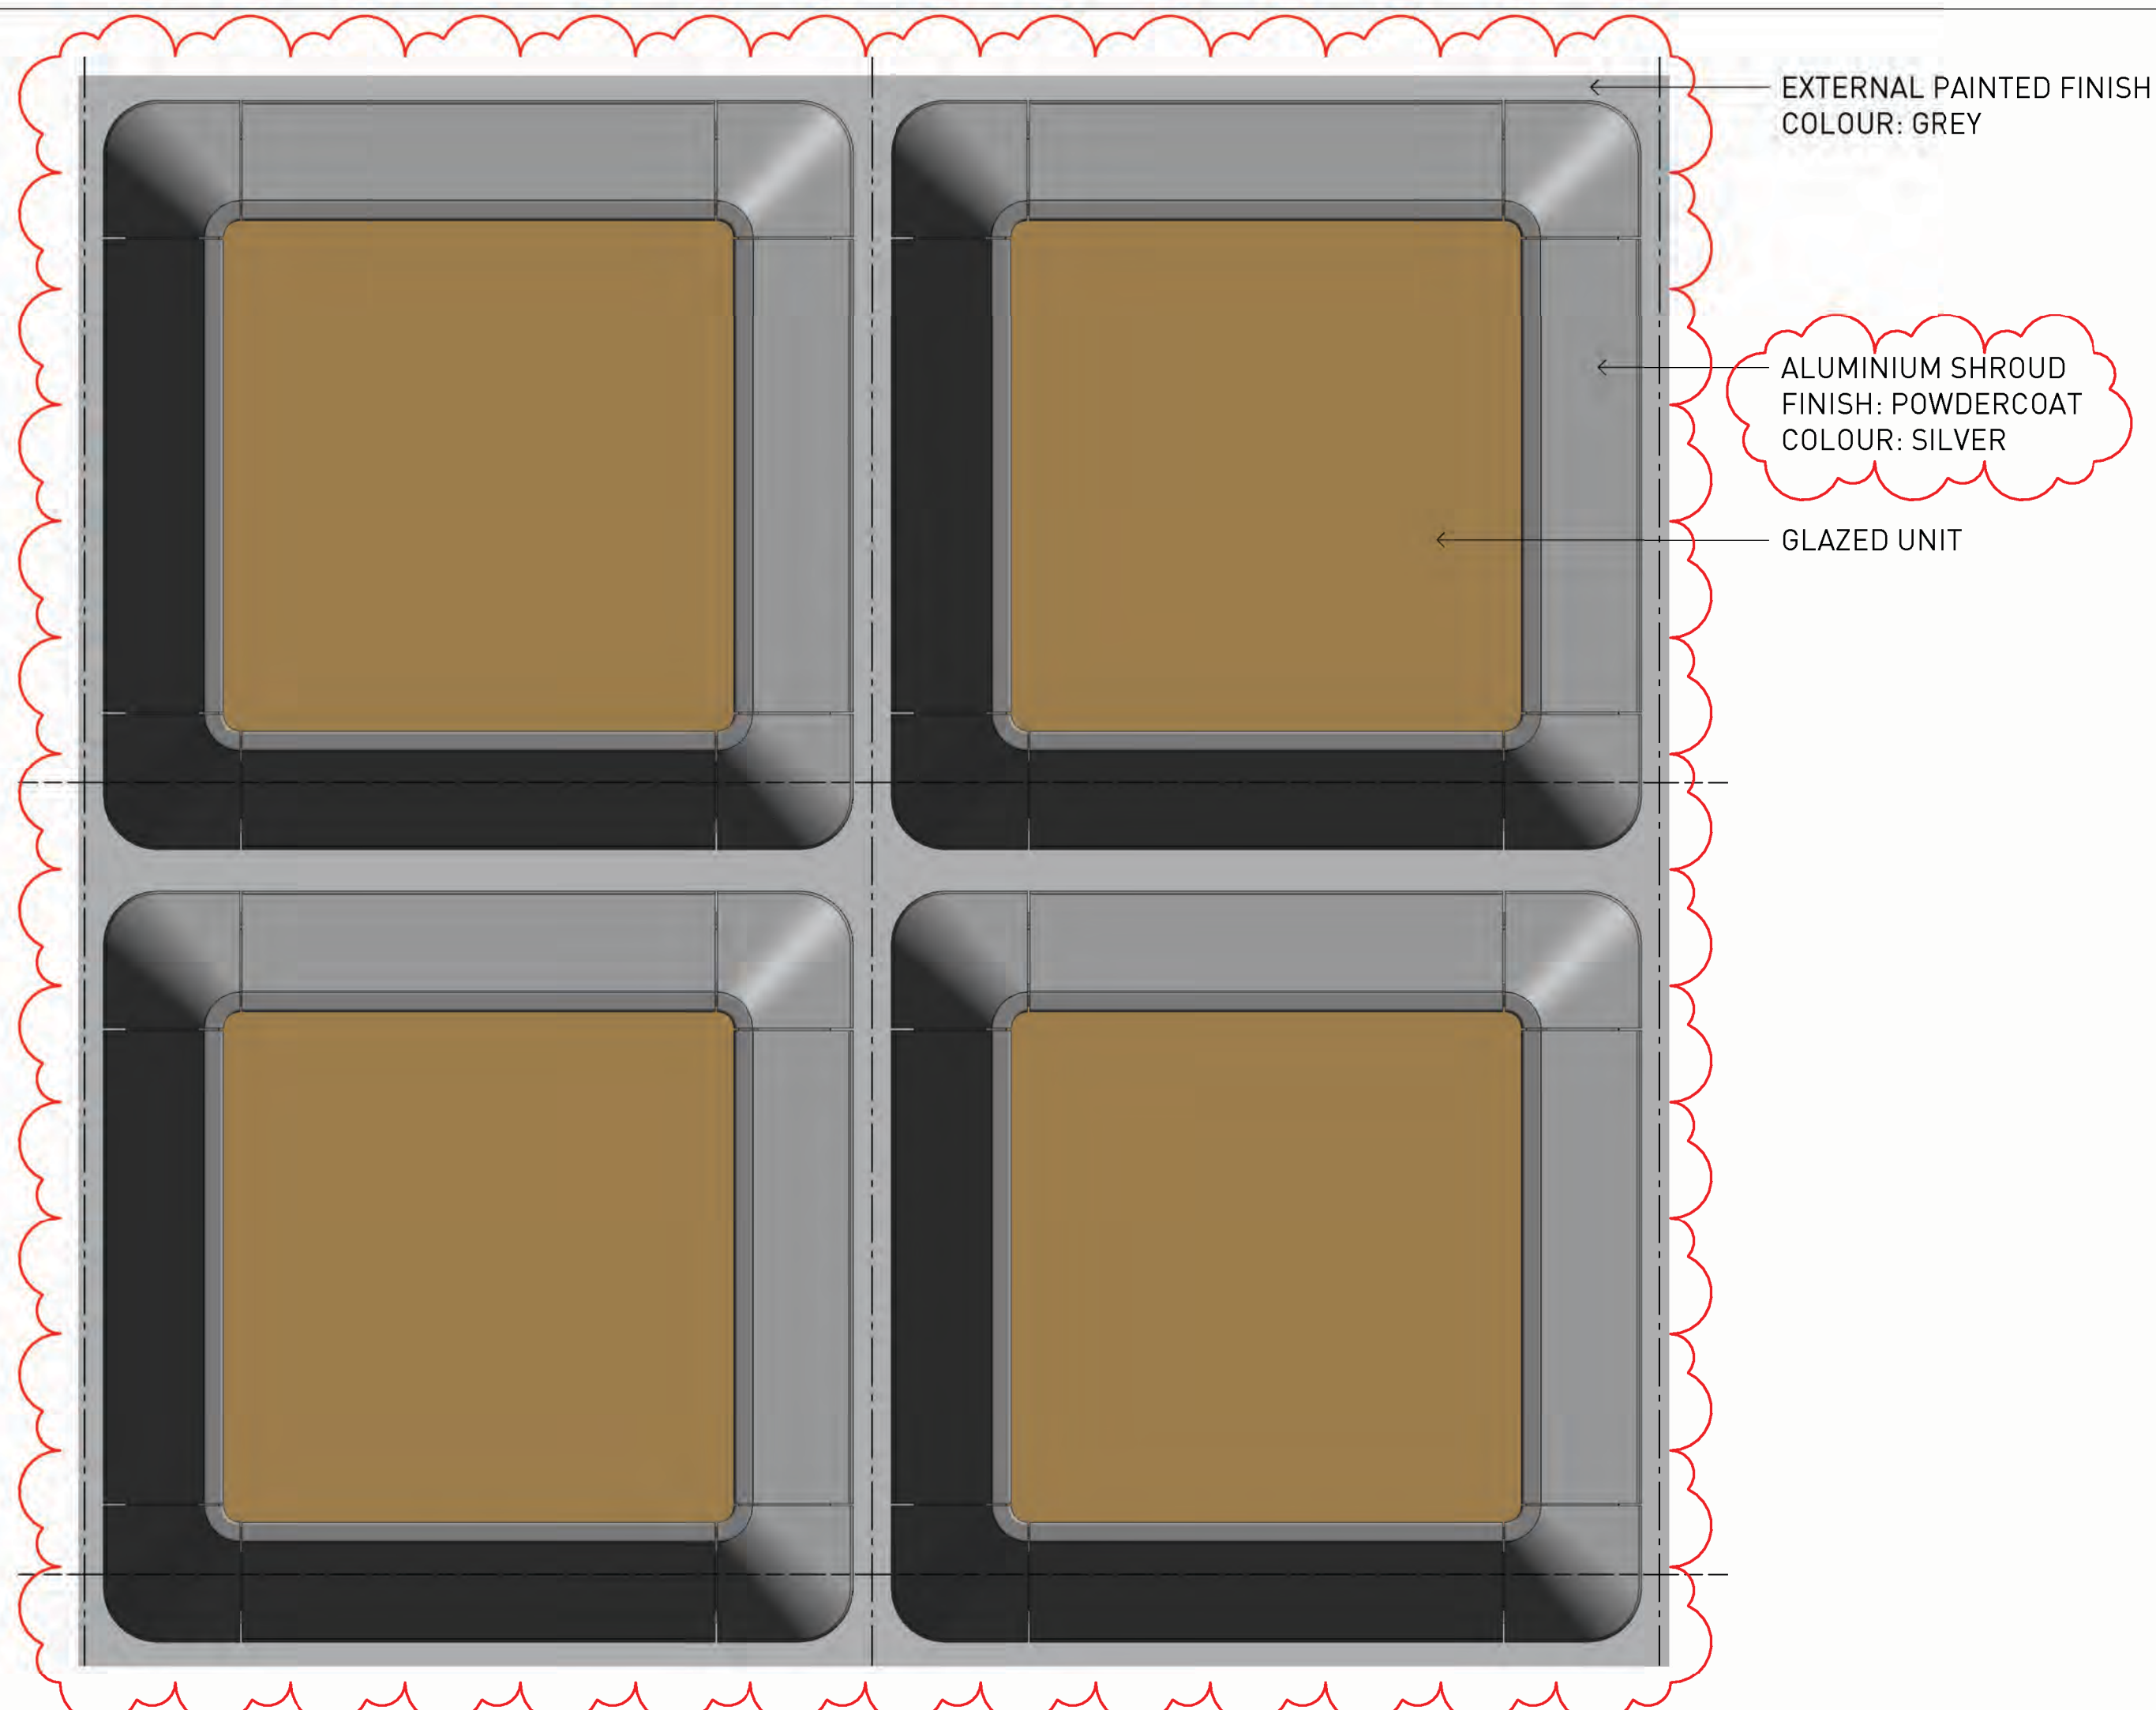 EXTERNAL PAINTED FINISH
COLOUR: GREY
ALUMINIUM SHROUD
FINISH: POWDERCOAT
COLOUR: SILVER
GLAZED UNIT